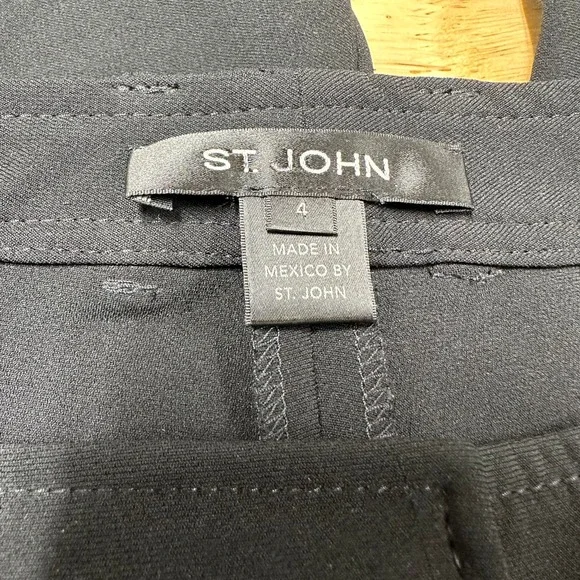 ST. JOHN
4
MADE IN
MEXICO BY
ST. JOHN